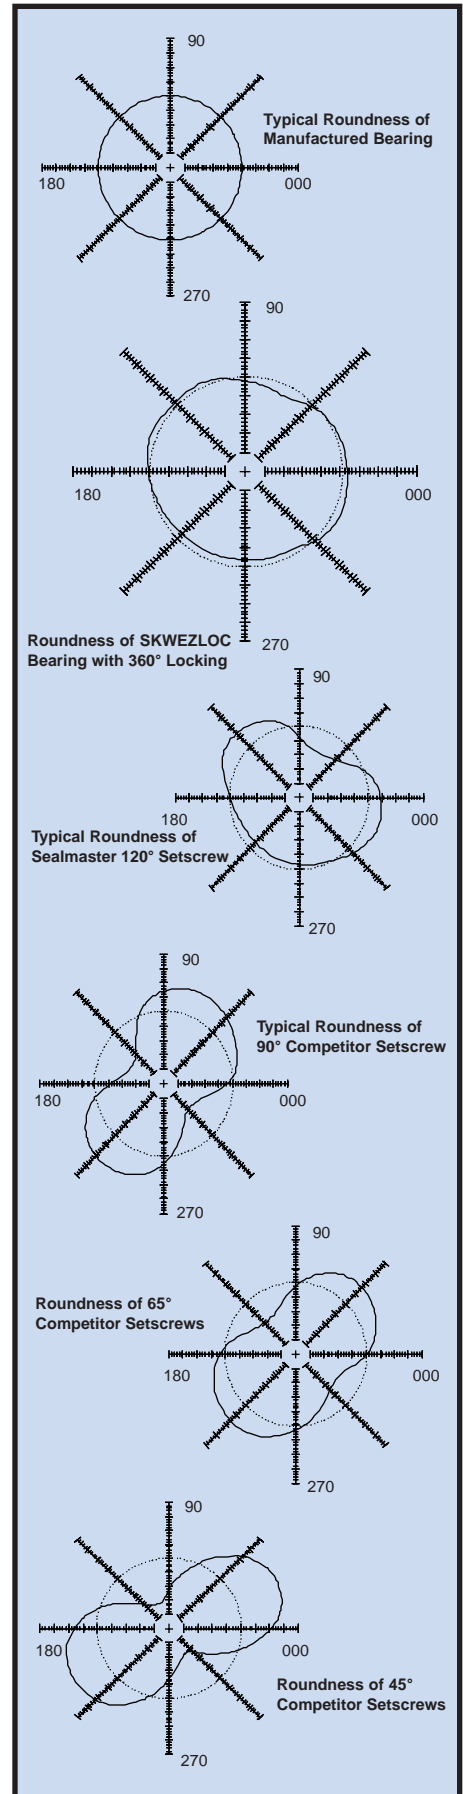 90
Typical Roundness of
Manufactured Bearing
180
000
270
90
180
000
Roundness of SKWEZLOC
Bearing with 360° Locking
270
90
180
000
Typical Roundness of
Sealmaster 120° Setscrew
270
90
Typical Roundness of
90° Competitor Setscrew
180
000
270
90
Roundness of 65°
Competitor Setscrews
180
000
270
90
180
000
Roundness of 45°
Competitor Setscrews
270